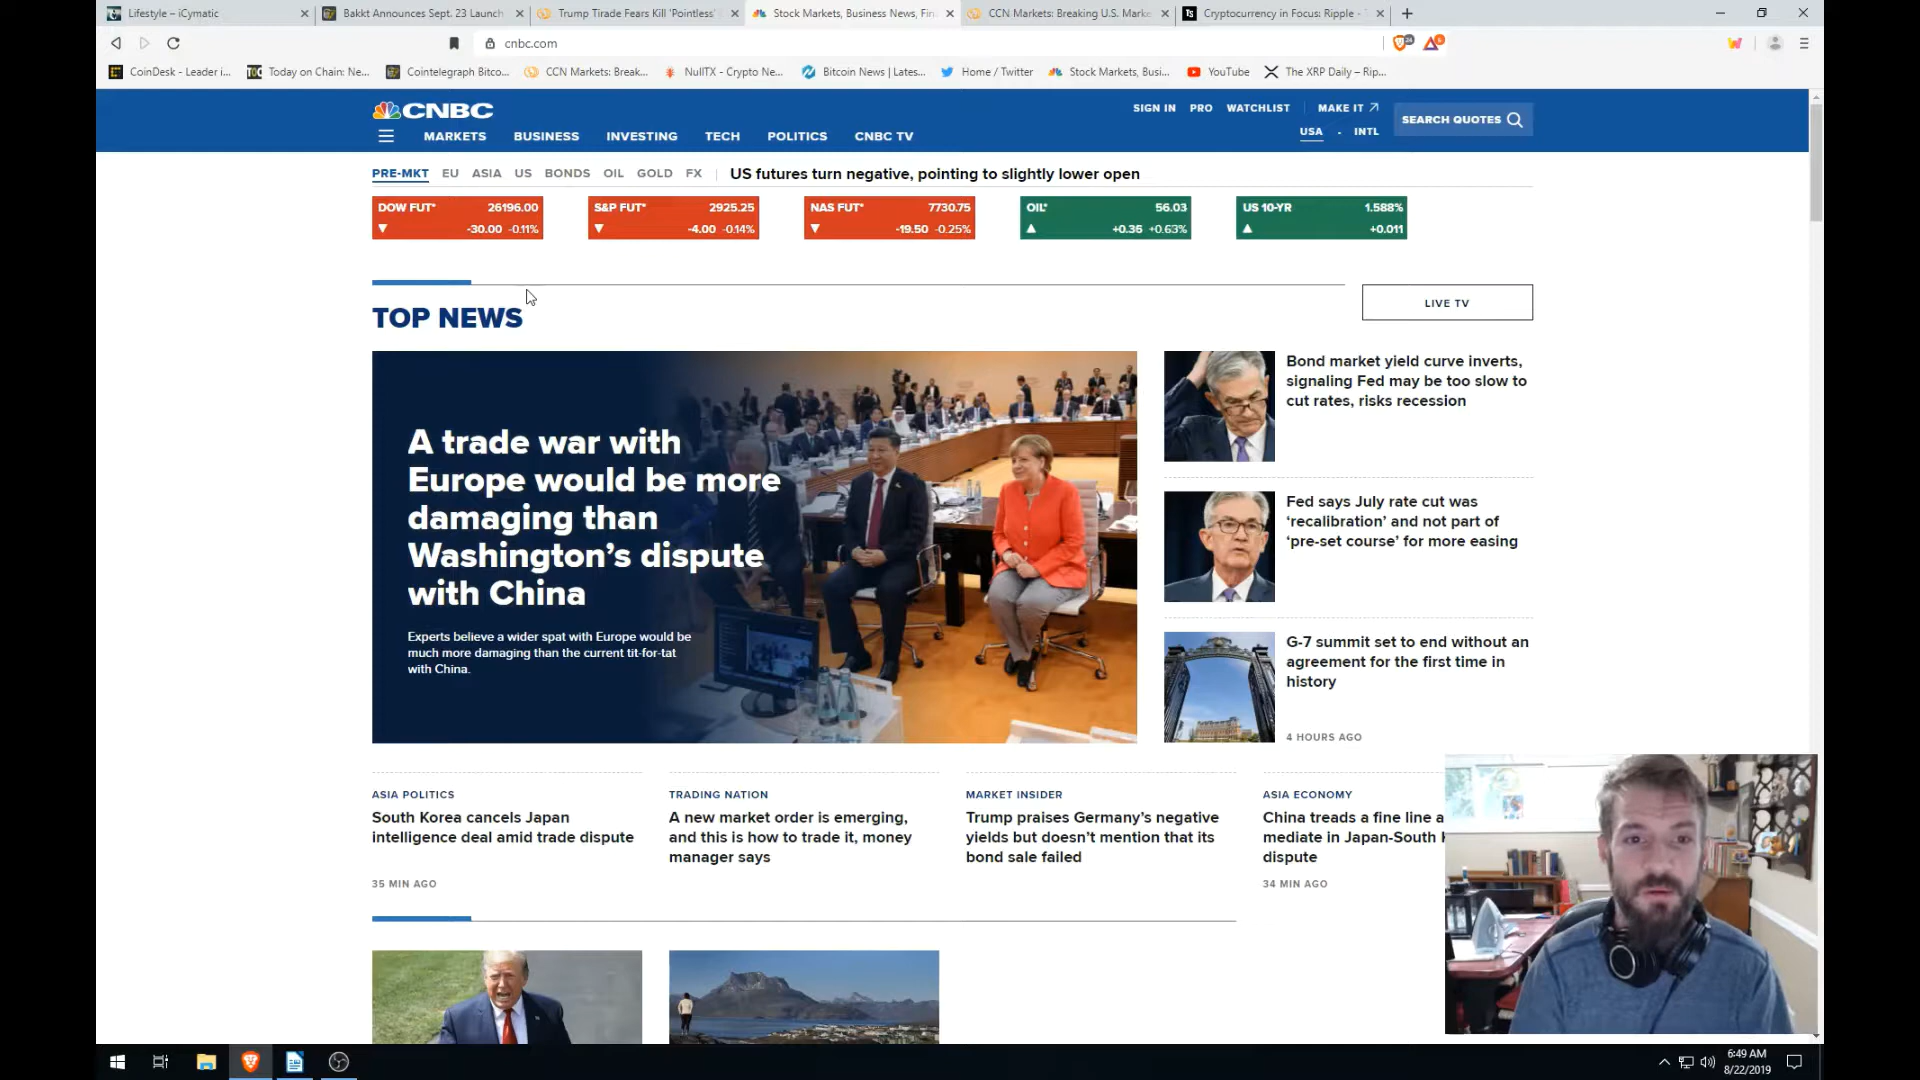 Lifestyle – iCymatic
Bakkt Announces Sept. 23 Launch
Trump Tirade Fears Kill 'Pointless'
Stock Markets, Business News, Fin
CCN Markets: Breaking U.S. Marke
Cryptocurrency in Focus: Ripple -
cnbc.com
CoinDesk - Leader i...
Today on Chain: Ne...
Cointelegraph Bitco...
CCN Markets: Break...
NullTX - Crypto Ne...
Bitcoin News | Lates...
Home / Twitter
Stock Markets, Busi...
YouTube
The XRP Daily – Rip...
CNBC
SIGN IN PRO WATCHLIST MAKE IT
USA - INTL
SEARCH QUOTES
MARKETS BUSINESS INVESTING TECH POLITICS CNBC TV
PRE-MKT EU ASIA US BONDS OIL GOLD FX
US futures turn negative, pointing to slightly lower open
DOW FUT* 26196.00
-30.00 -0.11%
S&P FUT* 2925.25
-4.00 -0.14%
NAS FUT* 7730.75
-19.50 -0.25%
OIL* 56.03
+0.35 +0.63%
US 10-YR 1.588%
+0.011
TOP NEWS
LIVE TV
A trade war with
Europe would be more
damaging than
Washington's dispute
with China
Experts believe a wider spat with Europe would be
much more damaging than the current tit-for-tat
with China.
Bond market yield curve inverts,
signaling Fed may be too slow to
cut rates, risks recession
Fed says July rate cut was
'recalibration' and not part of
'pre-set course' for more easing
G-7 summit set to end without an
agreement for the first time in
history
4 HOURS AGO
ASIA POLITICS
South Korea cancels Japan
intelligence deal amid trade dispute
35 MIN AGO
TRADING NATION
A new market order is emerging,
and this is how to trade it, money
manager says
MARKET INSIDER
Trump praises Germany's negative
yields but doesn't mention that its
bond sale failed
ASIA ECONOMY
China treads a fine line a
mediate in Japan-South
dispute
34 MIN AGO
6:49 AM
8/22/2019